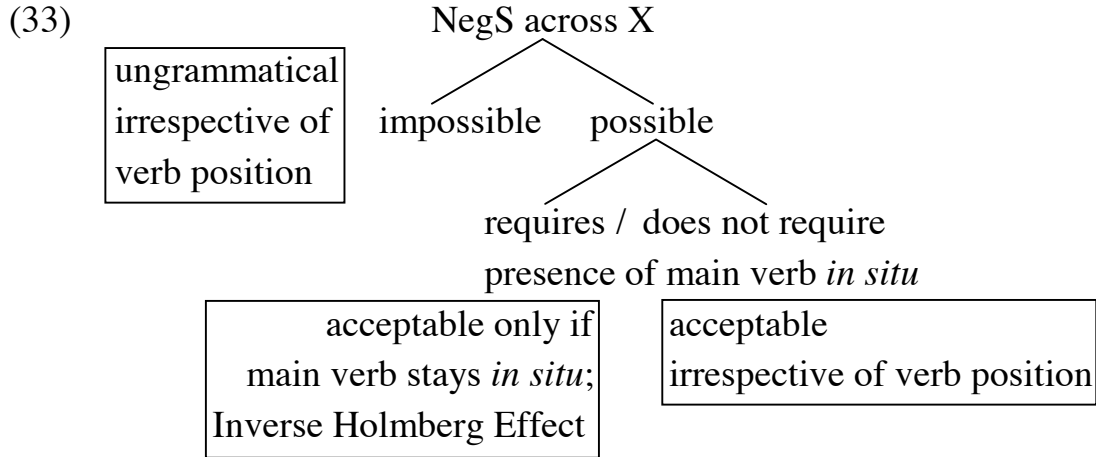 (33) NegS across X
ungrammatical
irrespective of
verb position
impossible possible
requires / does not require
presence of main verb in situ
acceptable only if
main verb stays in situ;
Inverse Holmberg Effect
acceptable
irrespective of verb position